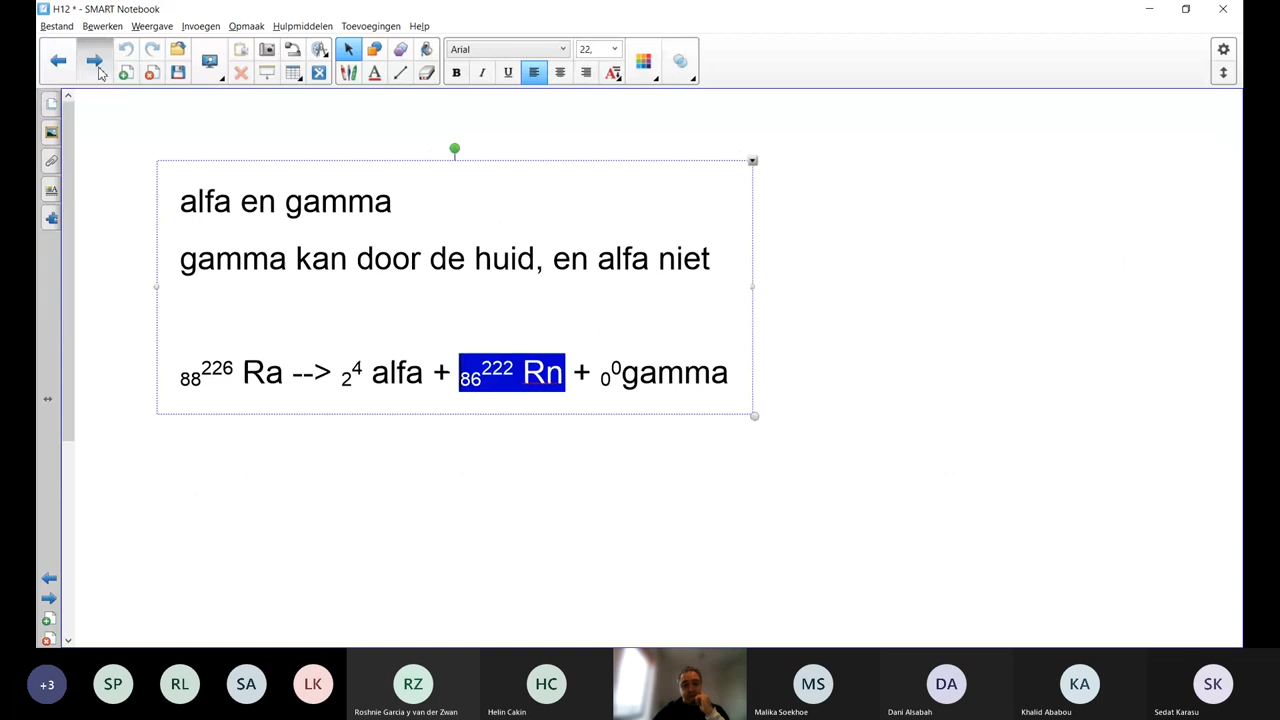 H12 * - SMART Notebook
Bestand Bewerken Weergave Invoegen Opmaak Hulpmiddelen Toevoegingen Help
Arial 22,
B I U
alfa en gamma
gamma kan door de huid, en alfa niet
₈₈²²⁶ Ra --> ₂⁴ alfa + ₈₆²²² Rn + ₀⁰gamma
+3 SP RL SA LK RZ HC MS DA KA SK
Roshnie Garcia y van der Zwan Helin Cakin Malika Soekhoe Dani Alsabah Khalid Ababou Sedat Karasu